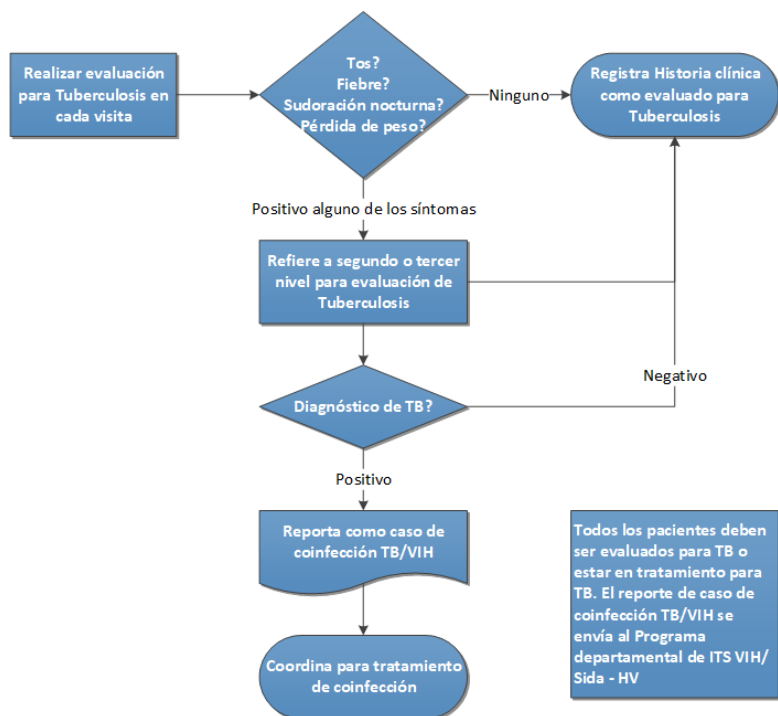 Realizar evaluación
para Tuberculosis en
cada visita
Tos?
Fiebre?
Sudoración nocturna?
Pérdida de peso?
Ninguno
Registra Historia clínica
como evaluado para
Tuberculosis
Positivo alguno de los síntomas
Refiere a segundo o tercer
nivel para evaluación de
Tuberculosis
Negativo
Diagnóstico de TB?
Positivo
Reporta como caso de
coinfección TB/VIH
Coordina para tratamiento
de coinfección
Todos los pacientes deben
ser evaluados para TB o
estar en tratamiento para
TB. El reporte de caso de
coinfección TB/VIH se
envía al Programa
departamental de ITS VIH/
Sida - HV